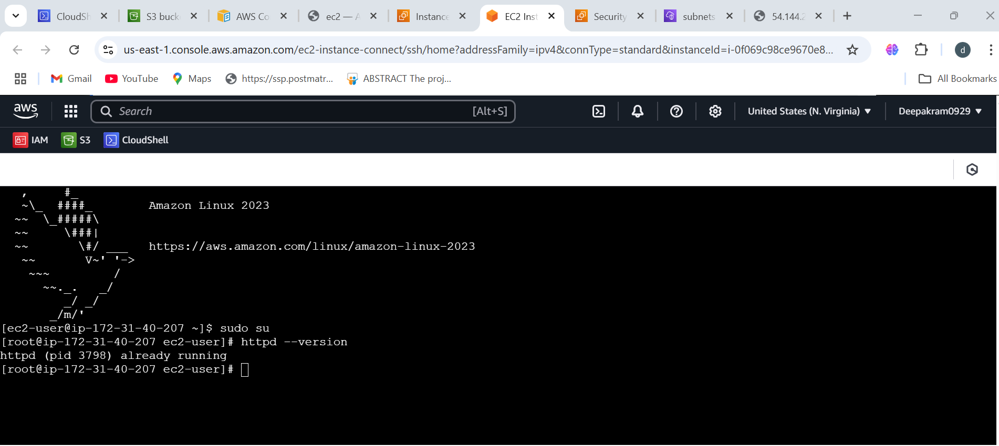 CloudSh
S3 buck
AWS Co
ec2 — A
Instance
EC2 Inst
Security
subnets
54.144.2
us-east-1.console.aws.amazon.com/ec2-instance-connect/ssh/home?addressFamily=ipv4&connType=standard&instanceId=i-0f069c98ce9670e8...
d
Gmail
YouTube
Maps
https://ssp.postmatr...
ABSTRACT The proj...
All Bookmarks
aws
Search
[Alt+S]
United States (N. Virginia) ▼
Deepakram0929 ▼
IAM
S3
CloudShell
   ,     #_
   ~\_  ####_        Amazon Linux 2023
  ~~  \_#####\
  ~~     \###|
  ~~       \#/ ___   https://aws.amazon.com/linux/amazon-linux-2023
   ~~       V~' '->
    ~~~         /
      ~~._.   _/
         _/ _/
       _/m/'
[ec2-user@ip-172-31-40-207 ~]$ sudo su
[root@ip-172-31-40-207 ec2-user]# httpd --version
httpd (pid 3798) already running
[root@ip-172-31-40-207 ec2-user]#